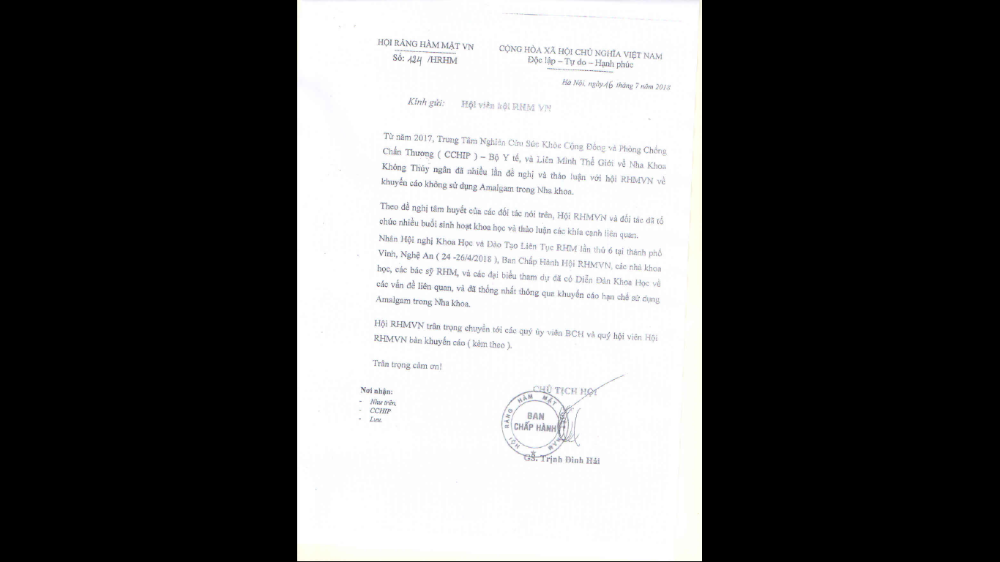 HỘI RĂNG HÀM MẶT VN
Số: 124 /HRHM
CỘNG HÒA XÃ HỘI CHỦ NGHĨA VIỆT NAM
Độc lập – Tự do – Hạnh phúc
Hà Nội, ngày 16 tháng 7 năm 2018
Kính gửi: Hội viên hội RHM VN
Từ năm 2017, Trung Tâm Nghiên Cứu Sức Khỏe Cộng Đồng và Phòng Chống
Chấn Thương ( CCHIP ) – Bộ Y tế, và Liên Minh Thế Giới về Nha Khoa
Không Thủy ngân đã nhiều lần đề nghị và thảo luận với hội RHMVN về
khuyến cáo không sử dụng Amalgam trong Nha khoa.
Theo đề nghị tâm huyết của các đối tác nói trên, Hội RHMVN và đối tác đã tổ
chức nhiều buổi sinh hoạt khoa học và thảo luận các khía cạnh liên quan.
Nhân Hội nghị Khoa Học và Đào Tạo Liên Tục RHM lần thứ 6 tại thành phố
Vinh, Nghệ An ( 24 -26/4/2018 ), Ban Chấp Hành Hội RHMVN, các nhà khoa
học, các bác sỹ RHM, và các đại biểu tham dự đã có Diễn Đàn Khoa Học về
các vấn đề liên quan, và đã thống nhất thông qua khuyến cáo hạn chế sử dụng
Amalgam trong Nha khoa.
Hội RHMVN trân trọng chuyển tới các quý ủy viên BCH và quý hội viên Hội
RHMVN bản khuyến cáo ( kèm theo ).
Trân trọng cảm ơn!
Nơi nhận:
- Như trên,
- CCHIP
- Lưu.
CHỦ TỊCH HỘI
HỘI RĂNG HÀM MẶT VIỆT NAM
BAN
CHẤP HÀNH
GS. Trịnh Đình Hải